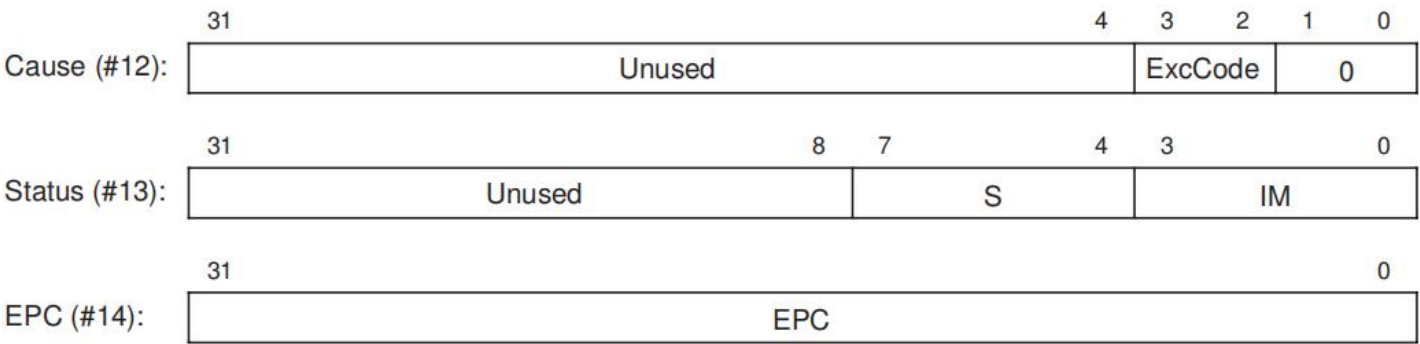 31 4 3 2 1 0
Cause (#12): Unused ExcCode 0
31 8 7 4 3 0
Status (#13): Unused S IM
31 0
EPC (#14): EPC